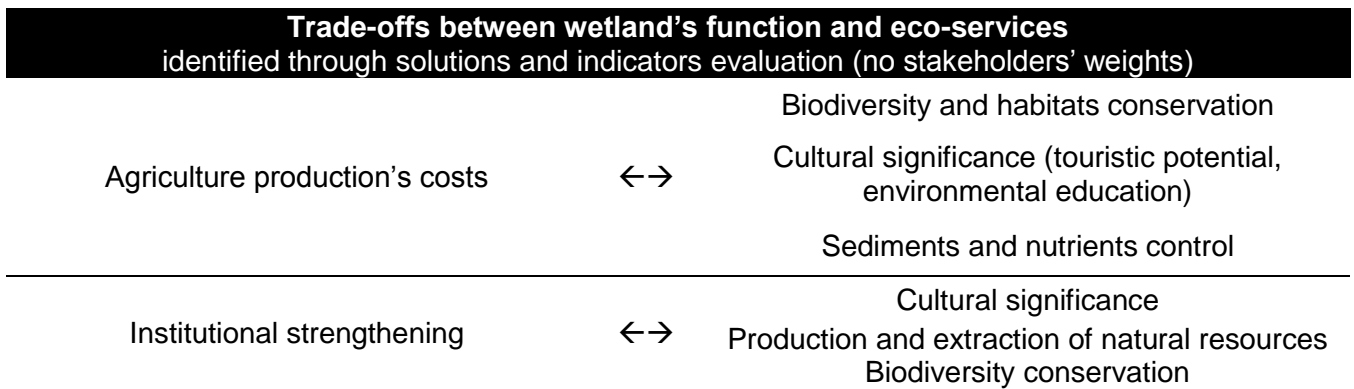 Trade-offs between wetland’s function and eco-services
identified through solutions and indicators evaluation (no stakeholders’ weights)
Biodiversity and habitats conservation
Agriculture production’s costs ←→ Cultural significance (touristic potential,
environmental education)
Sediments and nutrients control
Cultural significance
Institutional strengthening ←→ Production and extraction of natural resources
Biodiversity conservation